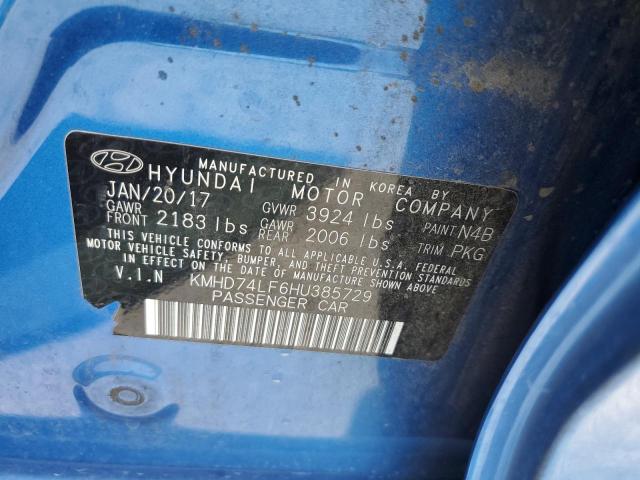 MANUFACTURED IN KOREA BY
HYUNDAI MOTOR COMPANY
JAN/20/17 GVWR 3924 lbs PAINT N4B
GAWR FRONT 2183 lbs GAWR REAR 2006 lbs TRIM PKG
THIS VEHICLE CONFORMS TO ALL APPLICABLE U.S.A. FEDERAL
MOTOR VEHICLE SAFETY, BUMPER, AND THEFT PREVENTION STANDARDS
IN EFFECT ON THE DATE OF MANUFACTURE SHOWN ABOVE
V.I.N KMHD74LF6HU385729
PASSENGER CAR